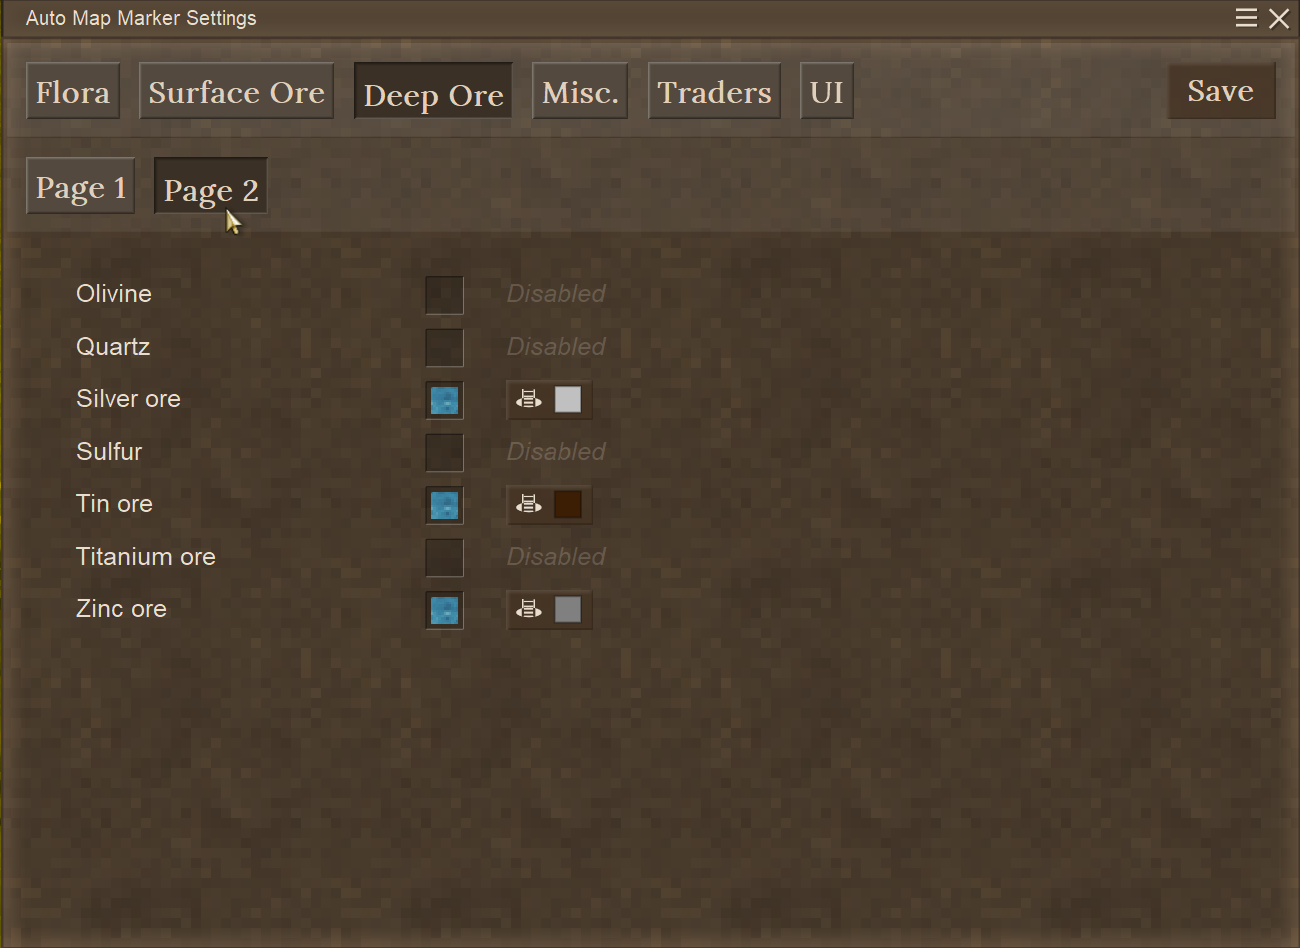 Auto Map Marker Settings
Flora Surface Ore Deep Ore Misc. Traders UI Save
Page 1 Page 2
Olivine Disabled
Quartz Disabled
Silver ore
Sulfur Disabled
Tin ore
Titanium ore Disabled
Zinc ore